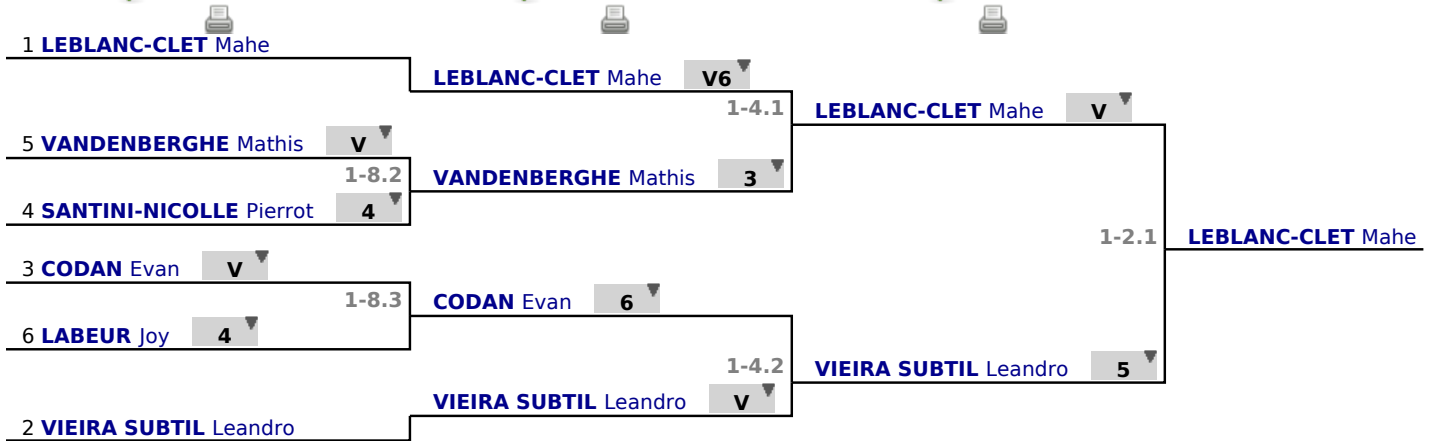 1 LEBLANC-CLET Mahe
LEBLANC-CLET Mahe V6
1-4.1
LEBLANC-CLET Mahe V
5 VANDENBERGHE Mathis V
1-8.2
VANDENBERGHE Mathis 3
4 SANTINI-NICOLLE Pierrot 4
1-2.1
LEBLANC-CLET Mahe
3 CODAN Evan V
1-8.3
CODAN Evan 6
6 LABEUR Joy 4
1-4.2
VIEIRA SUBTIL Leandro 5
VIEIRA SUBTIL Leandro V
2 VIEIRA SUBTIL Leandro